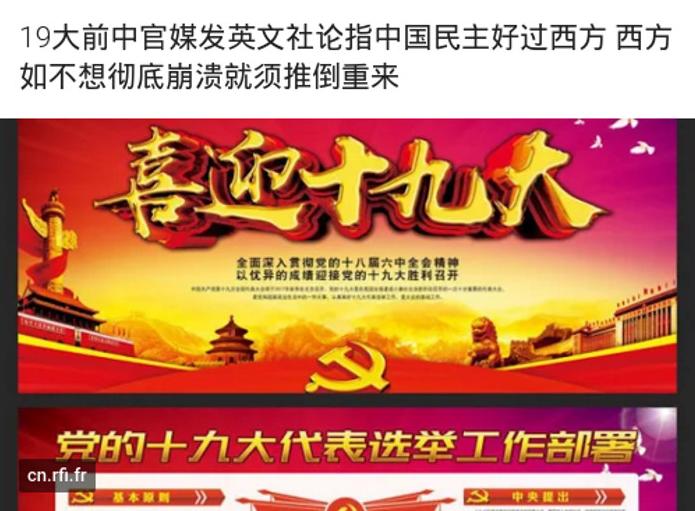 19大前中官媒发英文社论指中国民主好过西方 西方
如不想彻底崩溃就须推倒重来
喜迎十九大
全面深入贯彻党的十八届六中全会精神
以优异的成绩迎接党的十九大胜利召开
党的十九大代表选举工作部署
cn.rfi.fr
基本原则
中央提出